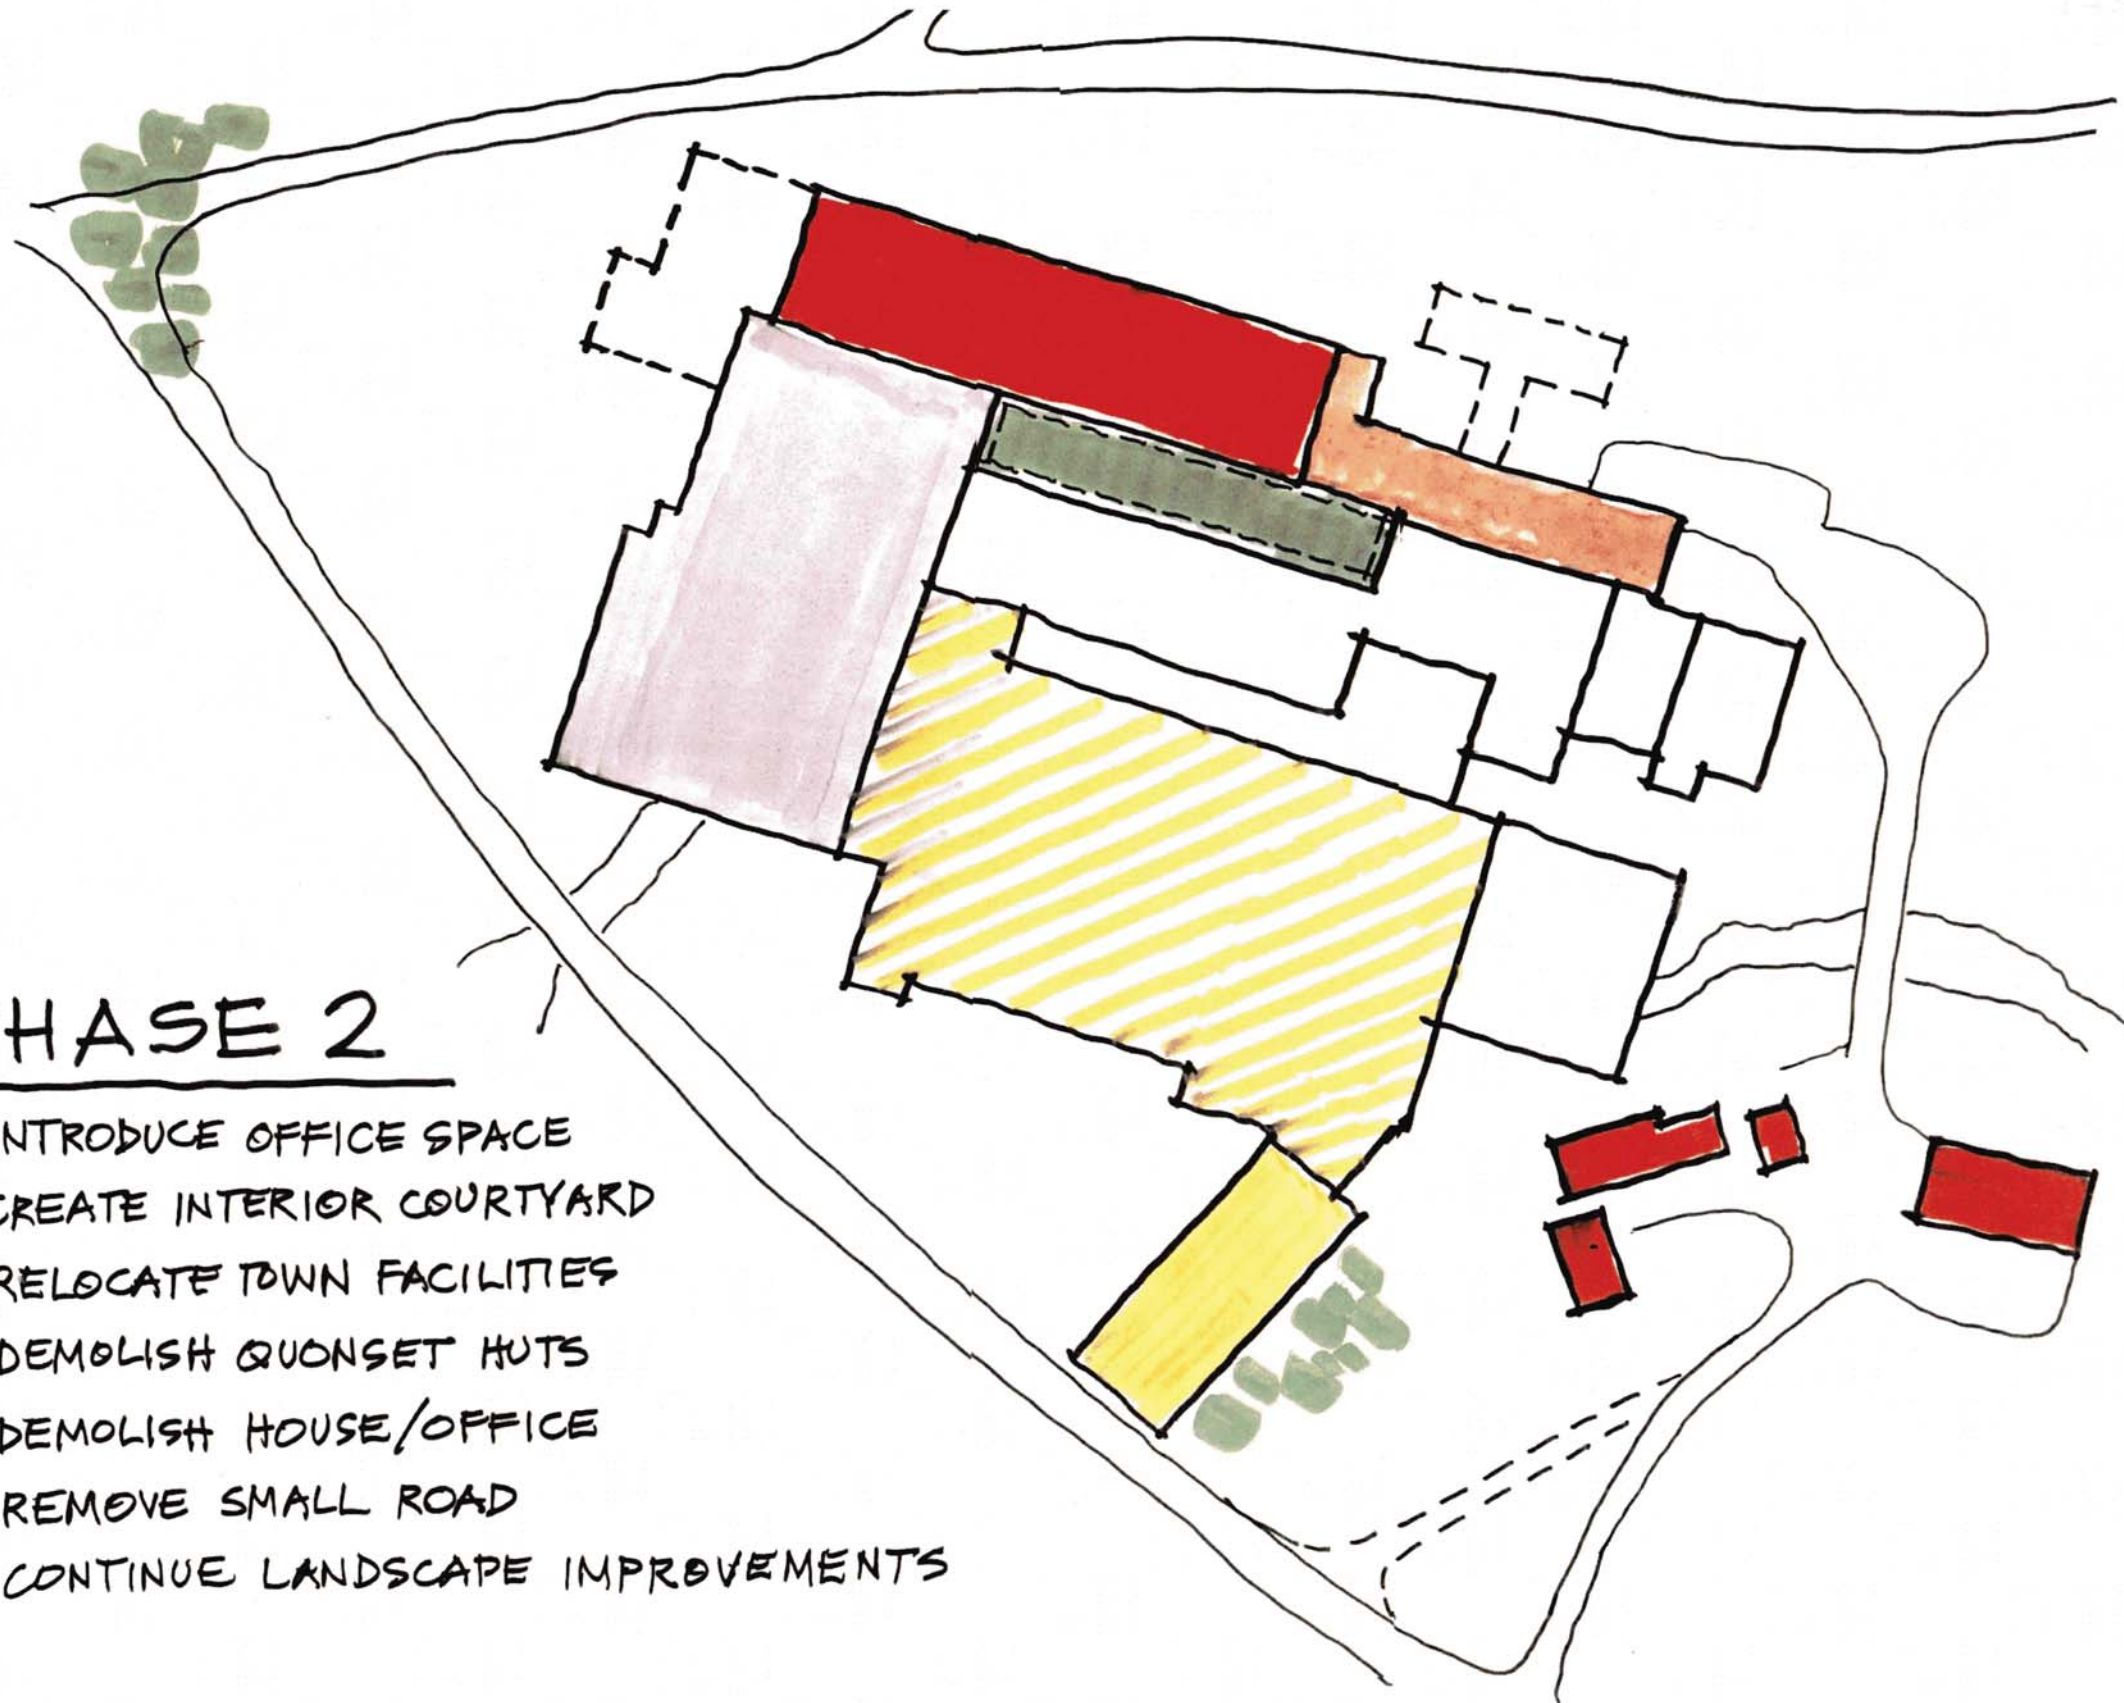 HASE 2
NTRODUCE OFFICE SPACE
CREATE INTERIOR COURTYARD
RELOCATE TOWN FACILITIES
DEMOLISH QUONSET HUTS
DEMOLISH HOUSE/OFFICE
REMOVE SMALL ROAD
CONTINUE LANDSCAPE IMPROVEMENTS